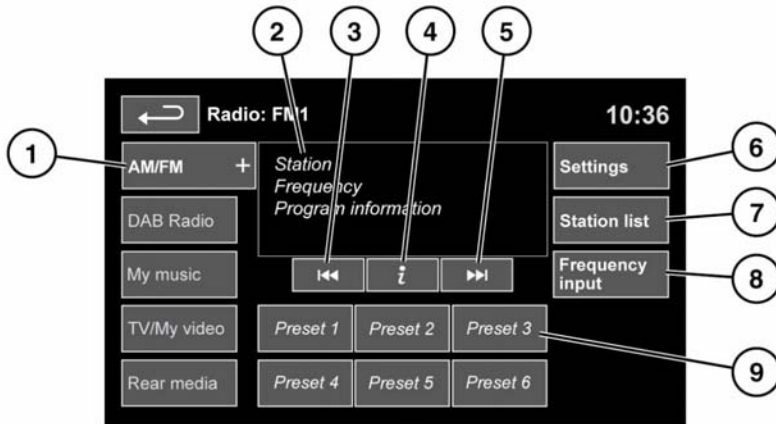 2 3 4 5
Radio: FM1 10:36
1
AM/FM +
Station
Frequency
Program information
Settings
6
DAB Radio
Station list
7
My music
i
Frequency
input
8
TV/My video
Preset 1 Preset 2 Preset 3
9
Rear media
Preset 4 Preset 5 Preset 6